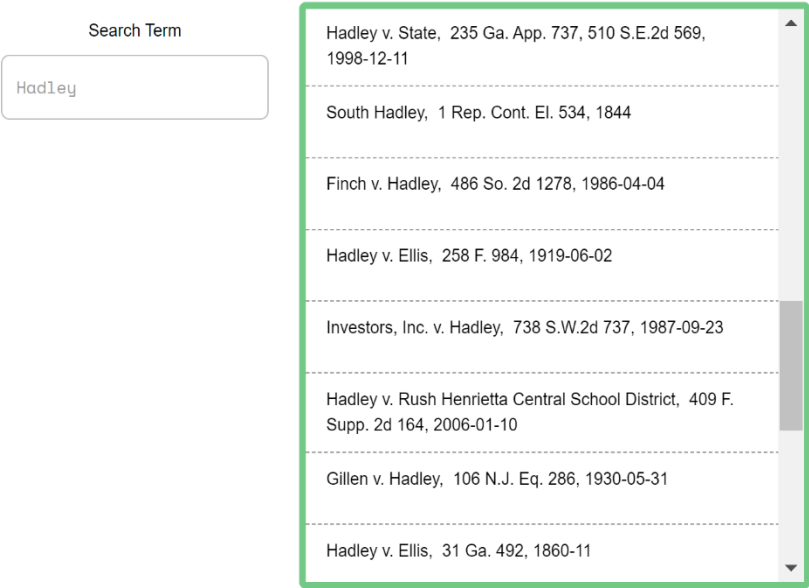 Search Term
Hadley
Hadley v. State,  235 Ga. App. 737, 510 S.E.2d 569,
1998-12-11
South Hadley,  1 Rep. Cont. El. 534, 1844
Finch v. Hadley,  486 So. 2d 1278, 1986-04-04
Hadley v. Ellis,  258 F. 984, 1919-06-02
Investors, Inc. v. Hadley,  738 S.W.2d 737, 1987-09-23
Hadley v. Rush Henrietta Central School District,  409 F.
Supp. 2d 164, 2006-01-10
Gillen v. Hadley,  106 N.J. Eq. 286, 1930-05-31
Hadley v. Ellis,  31 Ga. 492, 1860-11